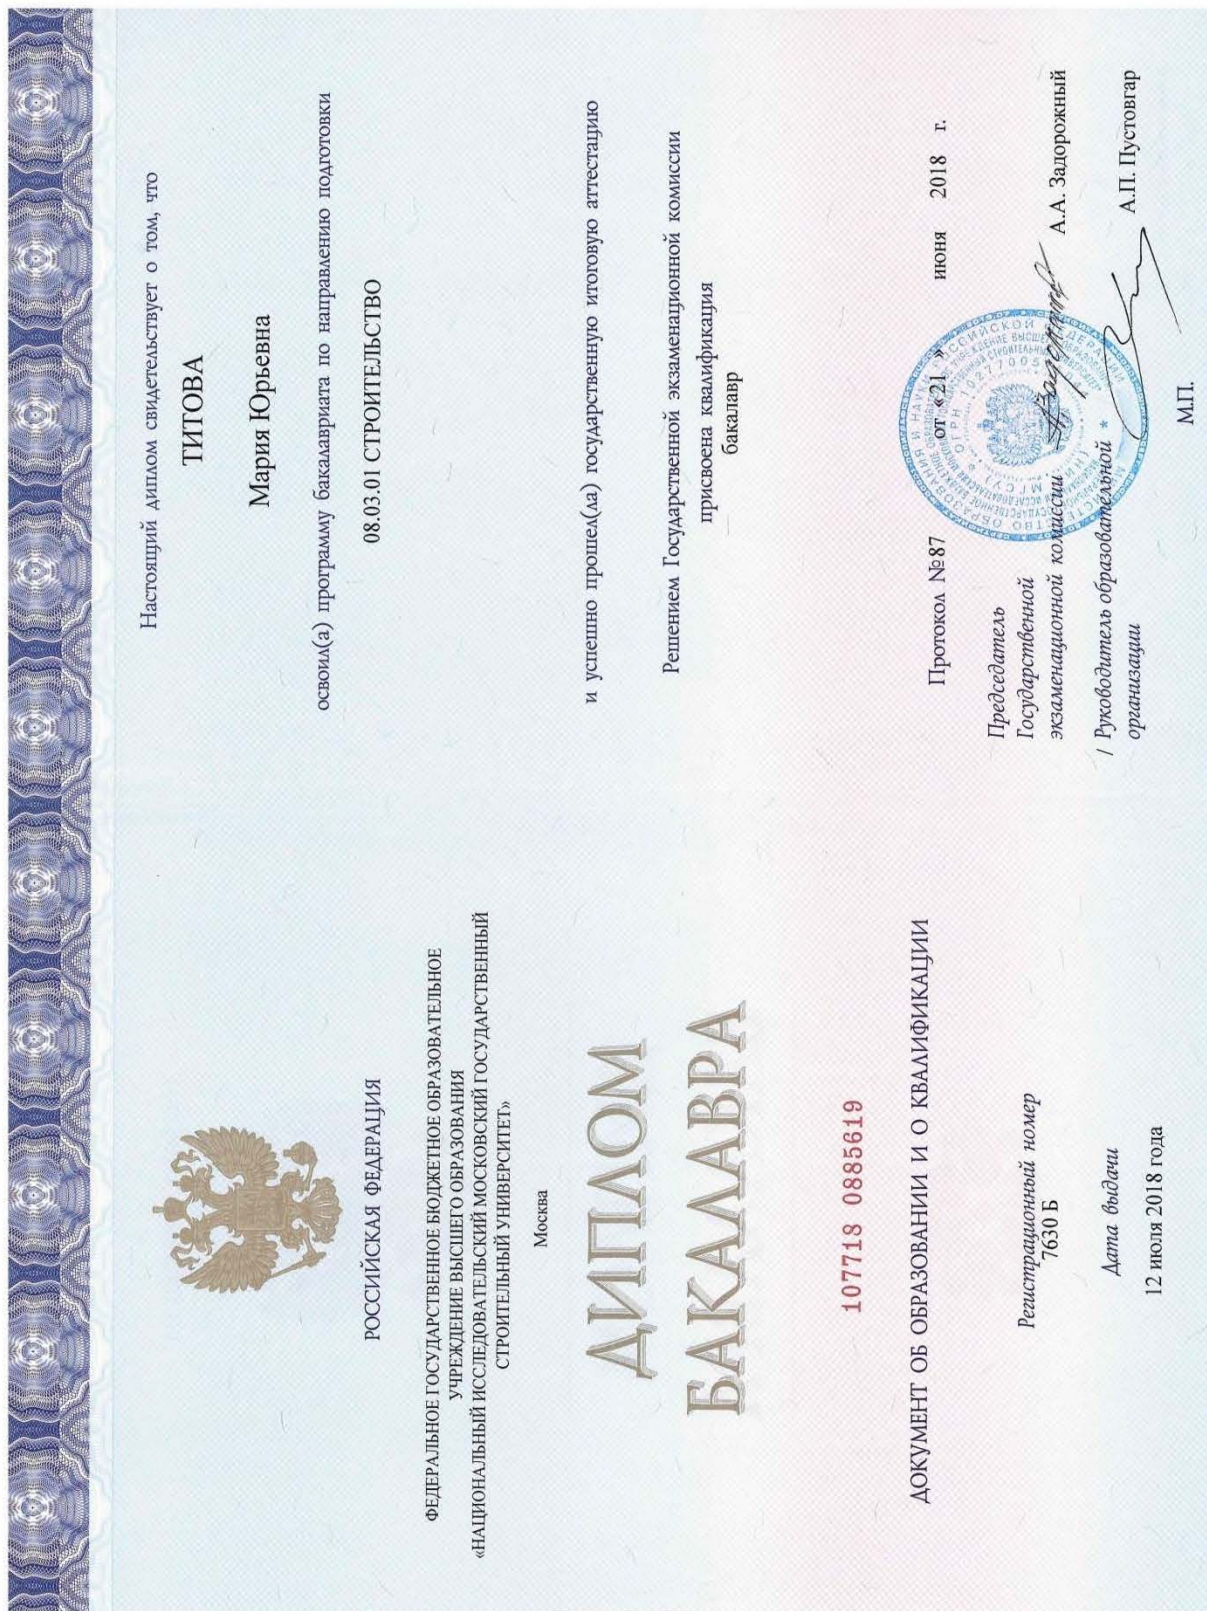 РОССИЙСКАЯ ФЕДЕРАЦИЯ
ФЕДЕРАЛЬНОЕ ГОСУДАРСТВЕННОЕ БЮДЖЕТНОЕ ОБРАЗОВАТЕЛЬНОЕ
УЧРЕЖДЕНИЕ ВЫСШЕГО ОБРАЗОВАНИЯ
«НАЦИОНАЛЬНЫЙ ИССЛЕДОВАТЕЛЬСКИЙ МОСКОВСКИЙ ГОСУДАРСТВЕННЫЙ
СТРОИТЕЛЬНЫЙ УНИВЕРСИТЕТ»
Москва
ДИПЛОМ
БАКАЛАВРА
107718 0885619
ДОКУМЕНТ ОБ ОБРАЗОВАНИИ И О КВАЛИФИКАЦИИ
Регистрационный номер
7630 Б
Дата выдачи
12 июля 2018 года
Настоящий диплом свидетельствует о том, что
ТИТОВА
Мария Юрьевна
освоил(а) программу бакалавриата по направлению подготовки
08.03.01 СТРОИТЕЛЬСТВО
и успешно прошел(ла) государственную итоговую аттестацию
Решением Государственной экзаменационной комиссии
присвоена квалификация
бакалавр
Протокол №87 от «21 » июня 2018 г.
Председатель
Государственной
экзаменационной комиссии А.А. Задорожный
/ Руководитель образовательной
организации А.П. Пустовгар
М.П.